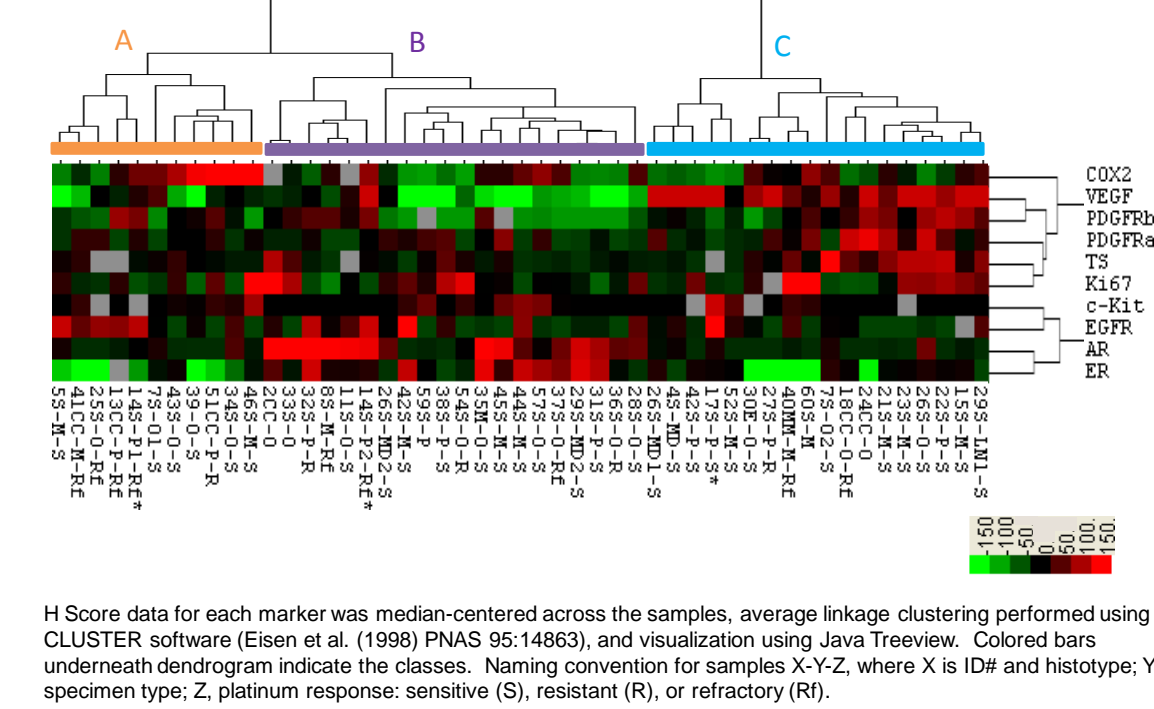 A
B
C
COX2
VEGF
PDGFRb
PDGFRa
TS
Ki67
c-Kit
EGFR
AR
ER
5S-M-S
41CC-M-Rf
25S-O-Rf
13CC-P-Rf
14S-P1-Rf*
7S-O1-S
43S-O-S
39-O-S
51CC-P-R
34S-O-S
46S-M-S
2CC-O
33S-O
32S-P-R
8S-M-Rf
11S-O-S
14S-P2-Rf*
26S-MD2-S
42S-M-S
59S-P
38S-P-S
54S-O-R
35M-O-S
45S-M-S
44S-M-S
57S-O-S
37S-O-Rf
29S-MD2-S
31S-P-S
36S-O-R
28S-O-S
26S-MD1-S
4S-MD-S
42S-P-S
17S-P-S*
52S-M-S
30E-O-S
27S-P-R
40MM-M-Rf
60S-M
7S-O2-S
18CC-O-Rf
24CC-O
21S-M-S
23S-M-S
26S-O-S
22S-P-S
15S-M-S
29S-LN1-S
-150
-100
-50.
0.
50.
100.
150.
H Score data for each marker was median-centered across the samples, average linkage clustering performed using
CLUSTER software (Eisen et al. (1998) PNAS 95:14863), and visualization using Java Treeview. Colored bars
underneath dendrogram indicate the classes. Naming convention for samples X-Y-Z, where X is ID# and histotype; Y
specimen type; Z, platinum response: sensitive (S), resistant (R), or refractory (Rf).